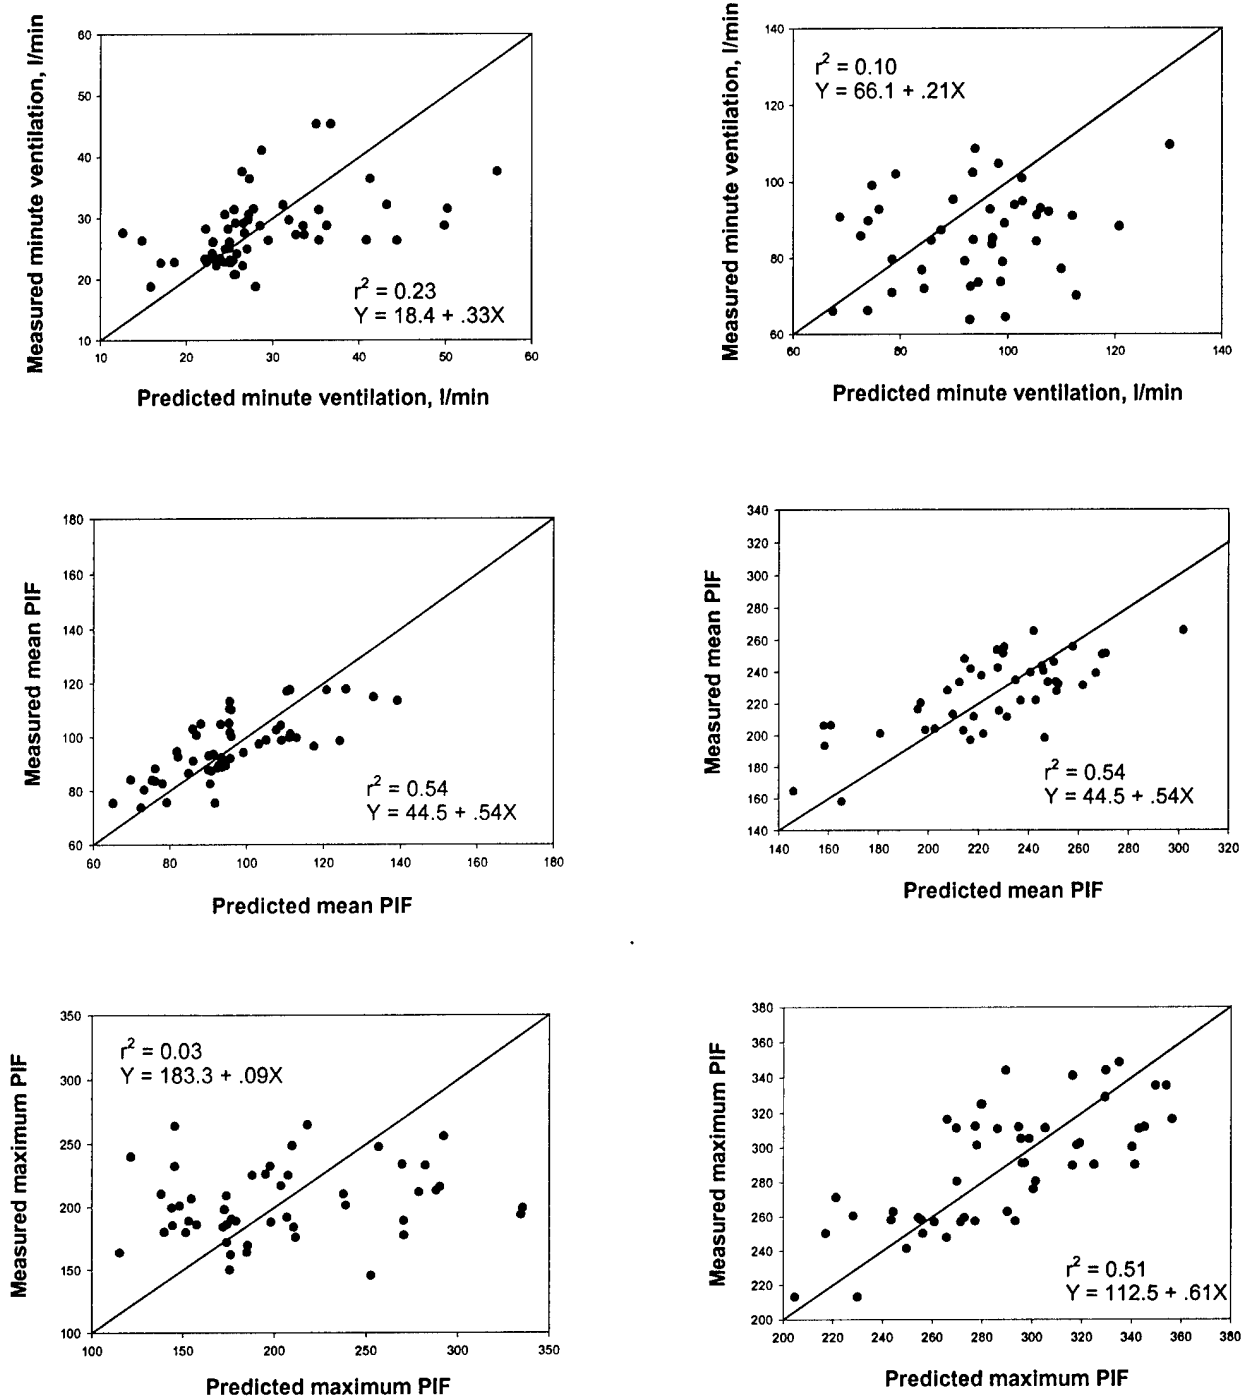 Measured minute ventilation, l/min
60
50
40
30
20
10
r² = 0.23
Y = 18.4 + .33X
10 20 30 40 50 60
Predicted minute ventilation, l/min
Measured minute ventilation, l/min
140
120
100
80
60
r² = 0.10
Y = 66.1 + .21X
60 80 100 120 140
Predicted minute ventilation, l/min
Measured mean PIF
180
160
140
120
100
80
60
r² = 0.54
Y = 44.5 + .54X
60 80 100 120 140 160 180
Predicted mean PIF
Measured mean PIF
340
320
300
280
260
240
220
200
180
160
140
r² = 0.54
Y = 44.5 + .54X
140 160 180 200 220 240 260 280 300 320
Predicted mean PIF
Measured maximum PIF
350
300
250
200
150
100
r² = 0.03
Y = 183.3 + .09X
100 150 200 250 300 350
Predicted maximum PIF
Measured maximum PIF
380
360
340
320
300
280
260
240
220
200
r² = 0.51
Y = 112.5 + .61X
200 220 240 260 280 300 320 340 360 380
Predicted maximum PIF